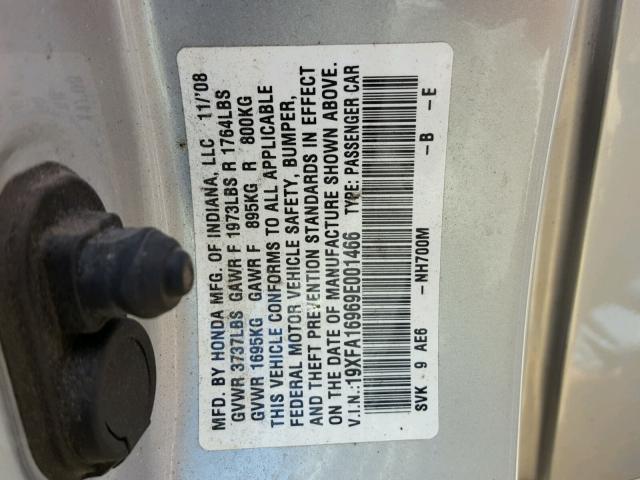 MFD. BY HONDA MFG. OF INDIANA, LLC 11/'08
GVWR 3737LBS GAWR F 1973LBS R 1764LBS
GVWR 1695KG GAWR F 895KG R 800KG
THIS VEHICLE CONFORMS TO ALL APPLICABLE
FEDERAL MOTOR VEHICLE SAFETY, BUMPER,
AND THEFT PREVENTION STANDARDS IN EFFECT
ON THE DATE OF MANUFACTURE SHOWN ABOVE.
V.I.N.:19XFA16969E001466 TYPE: PASSENGER CAR
SVK 9 AE6 –NH700M –B –E